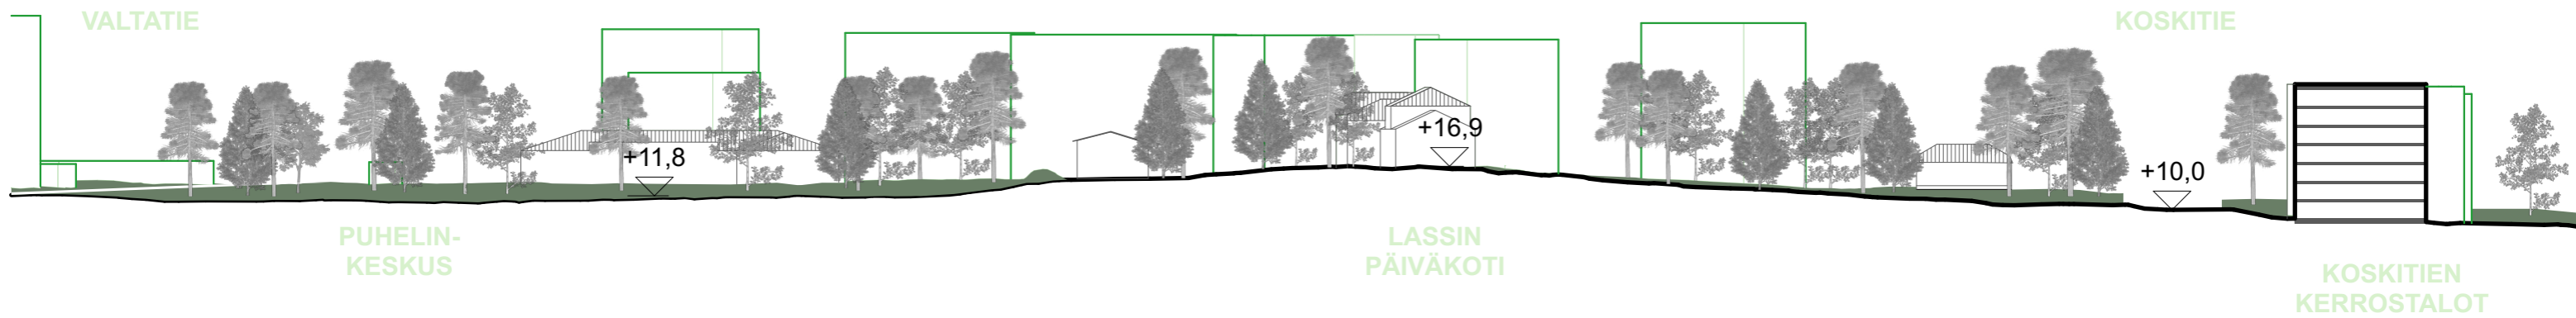 VALTATIE
KOSKITIE
+11,8
+16,9
+10,0
PUHELIN-
KESKUS
LASSIN
PÄIVÄKOTI
KOSKITIEN
KERROSTALOT